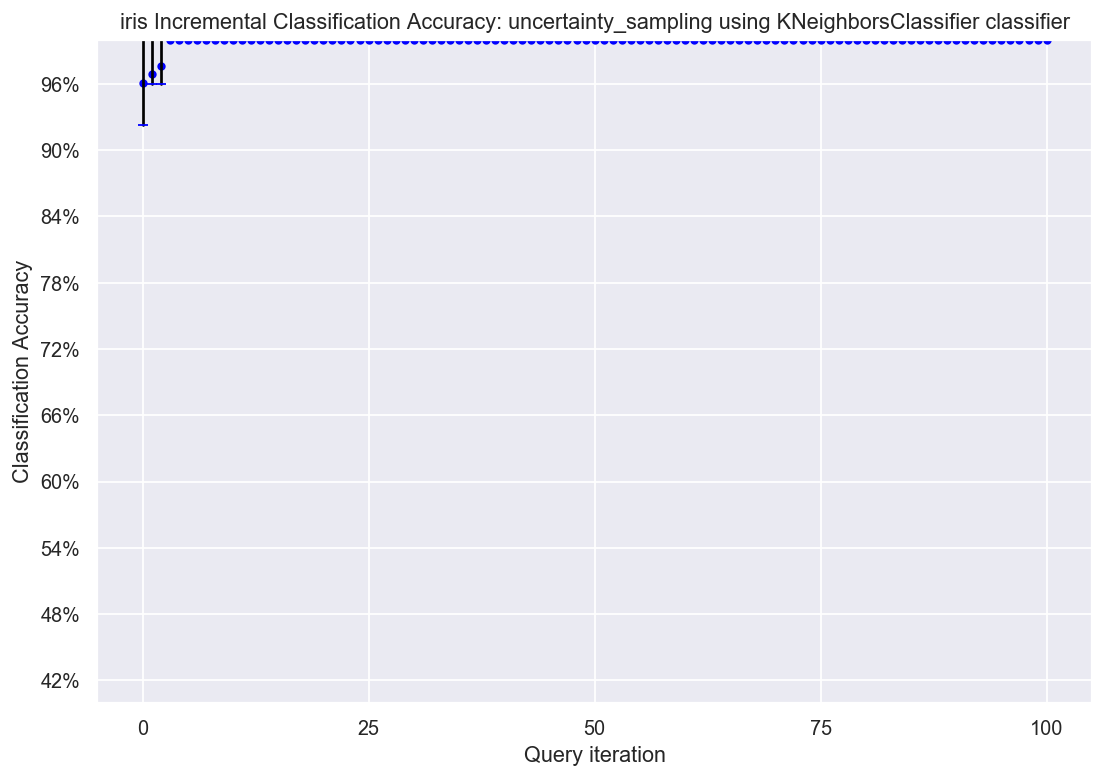 iris Incremental Classification Accuracy: uncertainty_sampling using KNeighborsClassifier classifier
Classification Accuracy
96%
90%
84%
78%
72%
66%
60%
54%
48%
42%
0 25 50 75 100
Query iteration